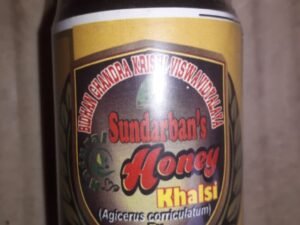 BIDHAN CHANDRA KRISHI VISWAVIDYALAYA
Sundarban's
Honey
Khalsi
(Agicerus corriculatum)